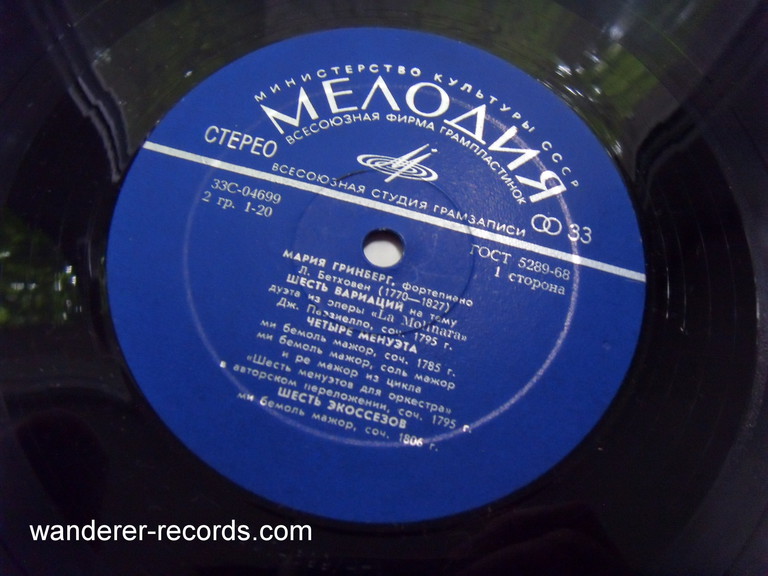 МИНИСТЕРСТВО КУЛЬТУРЫ СССР
МЕЛОДИЯ
ВСЕСОЮЗНАЯ ФИРМА ГРАМПЛАСТИНОК
СТЕРЕО
33
ВСЕСОЮЗНАЯ СТУДИЯ ГРАМЗАПИСИ
33С-04699
2 гр. 1-20
ГОСТ 5289-68
1 сторона
МАРИЯ ГРИНБЕРГ, фортепиано
Л. Бетховен (1770—1827)
ШЕСТЬ ВАРИАЦИЙ на тему
дуэта из оперы «La Molinara»
Дж. Паэзиелло, соч. 1795 г.
ЧЕТЫРЕ МЕНУЭТА
ми бемоль мажор, соч. 1785 г.
ми бемоль мажор, соль мажор
и ре мажор из цикла
«Шесть менуэтов для оркестра»
в авторском переложении, соч. 1795 г.
ШЕСТЬ ЭКОССЕЗОВ
ми бемоль мажор, соч. 1806 г.
wanderer-records.com